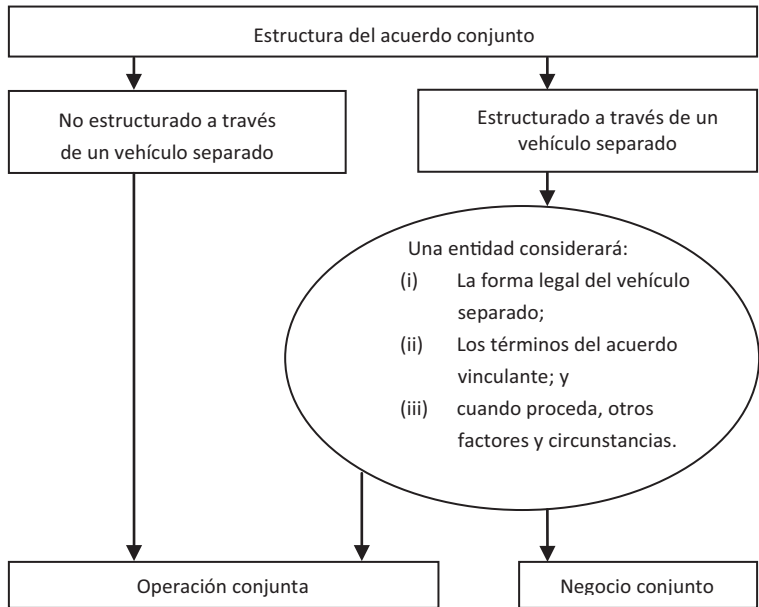 Estructura del acuerdo conjunto
No estructurado a través
de un vehículo separado
Estructurado a través de un
vehículo separado
Una entidad considerará:
(i) La forma legal del vehículo
separado;
(ii) Los términos del acuerdo
vinculante; y
(iii) cuando proceda, otros
factores y circunstancias.
Operación conjunta
Negocio conjunto